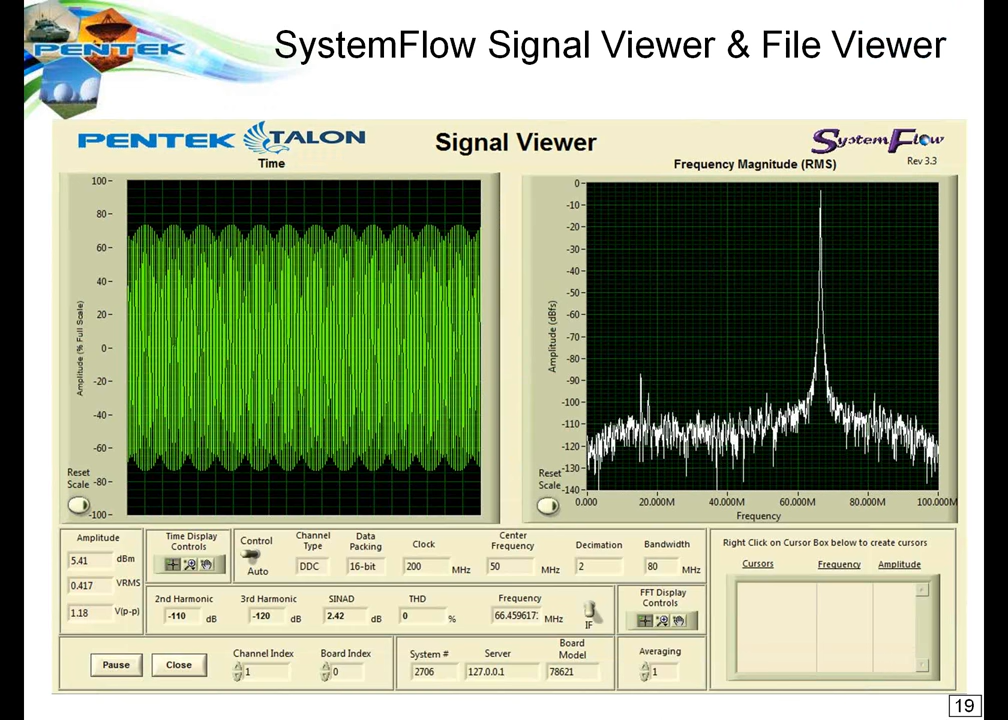 PENTEK
SystemFlow Signal Viewer & File Viewer
PENTEK TALON
Signal Viewer
SystemFlow
Rev 3.3
Time
Frequency Magnitude (RMS)
Amplitude (% Full Scale)
100
80
60
40
20
0
-20
-40
-60
-80
-100
Reset
Scale
Amplitude (dBfs)
0
-10
-20
-30
-40
-50
-60
-70
-80
-90
-100
-110
-120
-130
-140
Reset
Scale
0.000 20.000M 40.000M 60.000M 80.000M 100.000M
Frequency
Amplitude
5.41 dBm
0.417 VRMS
1.18 V(p-p)
Time Display
Controls
Control
Auto
Channel
Type
DDC
Data
Packing
16-bit
Clock
200 MHz
Center
Frequency
50 MHz
Decimation
2
Bandwidth
80 MHz
2nd Harmonic
-110 dB
3rd Harmonic
-120 dB
SINAD
2.42 dB
THD
0 %
Frequency
66.459617 MHz
IF
FFT Display
Controls
Right Click on Cursor Box below to create cursors
Cursors Frequency Amplitude
Pause
Close
Channel Index
1
Board Index
0
System #
2706
Server
127.0.0.1
Board
Model
78621
Averaging
1
19